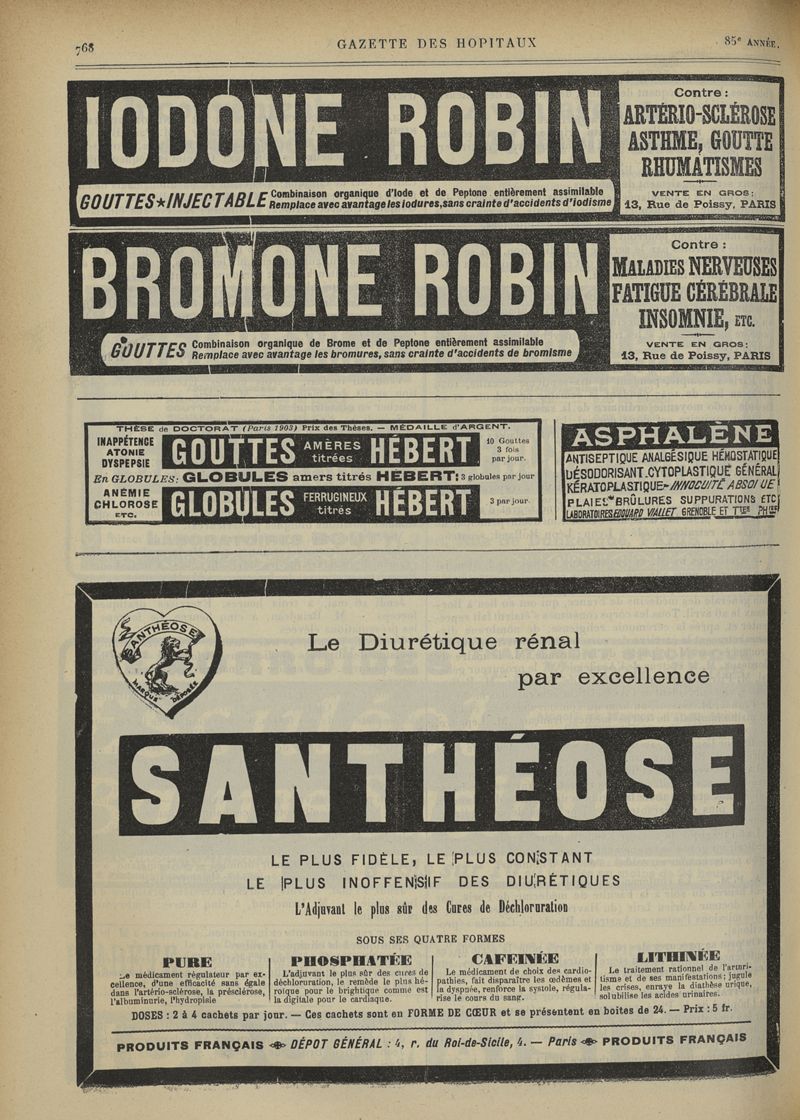 768
GAZETTE DES HOPITAUX
85e ANNÉE.
IODONE ROBIN
GOUTTES★INJECTABLE
Combinaison organique d'Iode et de Peptone entièrement assimilable
Remplace avec avantage les iodures, sans crainte d'accidents d'iodisme
Contre :
ARTÉRIO-SCLÉROSE
ASTHME, GOUTTE
RHUMATISMES
VENTE EN GROS :
13, Rue de Poissy, PARIS
BROMONE ROBIN
GOUTTES
Combinaison organique de Brome et de Peptone entièrement assimilable
Remplace avec avantage les bromures, sans crainte d'accidents de bromisme
Contre :
MALADIES NERVEUSES
FATIGUE CÉRÉBRALE
INSOMNIE, ETC.
VENTE EN GROS :
13, Rue de Poissy, PARIS
THÈSE de DOCTORAT (Paris 1903) Prix des Thèses. — MÉDAILLE d'ARGENT.
INAPPÉTENCE
ATONIE
DYSPEPSIE
GOUTTES AMÈRES titrées HÉBERT
10 Gouttes
3 fois
par jour.
En GLOBULES: GLOBULES amers titrés HÉBERT: 3 globules par jour
ANÉMIE
CHLOROSE
ETC.
GLOBULES FERRUGINEUX titrés HÉBERT
3 par jour.
ASPHALÈNE
ANTISEPTIQUE ANALGÉSIQUE HÉMOSTATIQUE
DÉSODORISANT.CYTOPLASTIQUE GÉNÉRAL
KÉRATOPLASTIQUE-INNOCUITÉ ABSOLUE
PLAIES BRÛLURES SUPPURATIONS ETC
LABORATOIRES EDOUARD VIALLET GRENOBLE ET TTES PHIES
SANTHÉOSE
MARQUE DÉPOSÉE
Le Diurétique rénal
par excellence
SANTHÉOSE
LE PLUS FIDÈLE, LE PLUS CONSTANT
LE PLUS INOFFENSIF DES DIURÉTIQUES
L'Adjuvant le plus sûr des Cures de Déchloruration
SOUS SES QUATRE FORMES
PURE
Le médicament régulateur par ex-
cellence, d'une efficacité sans égale
dans l'artério-sclérose, la présclérose,
l'albuminurie, l'hydropisie
PHOSPHATÉE
L'adjuvant le plus sûr des cures de
déchloruration, le remède le plus hé-
roïque pour le brightique comme est
la digitale pour le cardiaque.
CAFÉINÉE
Le médicament de choix des cardio-
pathies, fait disparaître les œdèmes et
la dyspnée, renforce la systole, régula-
rise le cours du sang.
LITHINÉE
Le traitement rationnel de l'arthri-
tisme et de ses manifestations ; jugule
les crises, enraye la diathèse urique,
solubilise les acides urinaires.
DOSES : 2 à 4 cachets par jour. — Ces cachets sont en FORME DE CŒUR et se présentent en boîtes de 24. — Prix : 5 fr.
PRODUITS FRANÇAIS DÉPOT GÉNÉRAL : 4, r. du Roi-de-Sicile, 4. — Paris PRODUITS FRANÇAIS